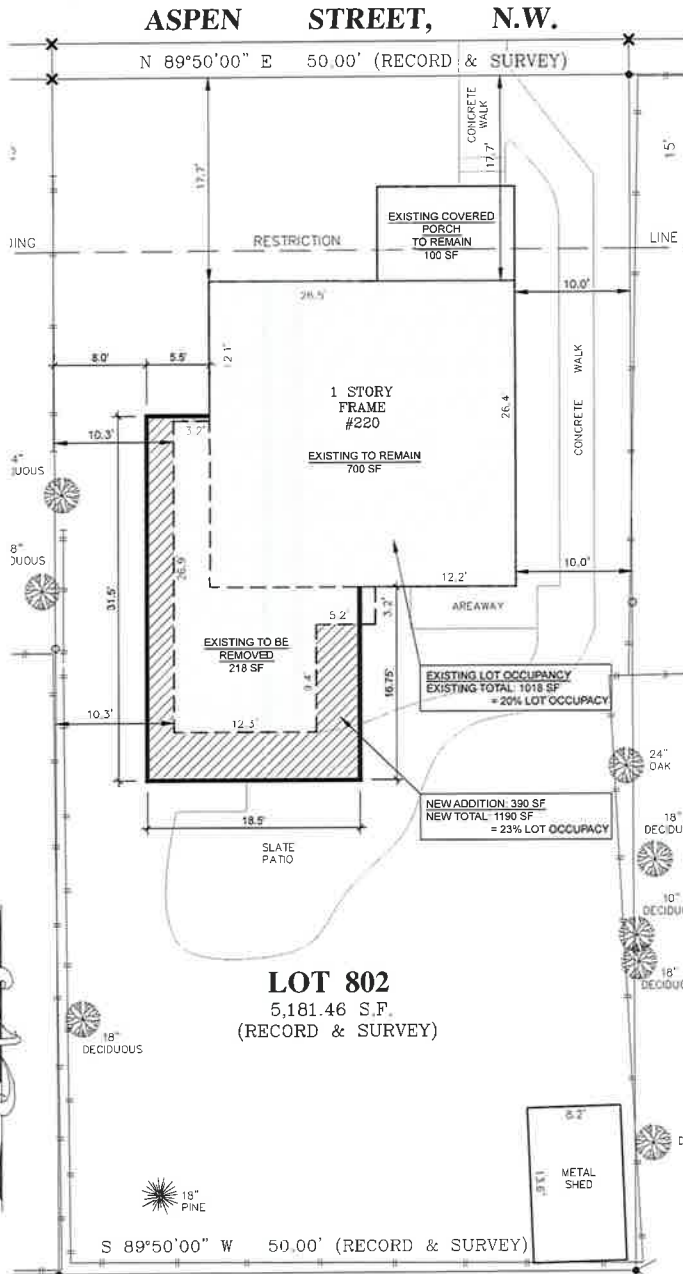 ASPEN STREET, N.W.
N 89°50'00" E 50.00' (RECORD & SURVEY)
CONCRETE WALK
17.7'
17.7'
15'
EXISTING COVERED
PORCH
TO REMAIN
100 SF
RESTRICTION
LINE
26.5'
10.0'
8.0'
5.5'
12.1'
1 STORY
FRAME
#220
26.4
CONCRETE WALK
10.3'
3.2'
EXISTING TO REMAIN
700 SF
DECIDUOUS
8"
31.5'
26.9'
12.2'
10.0'
5.2'
3.2'
AREAWAY
EXISTING TO BE
REMOVED
218 SF
9.4'
16.75'
EXISTING LOT OCCUPANCY
EXISTING TOTAL: 1018 SF
= 20% LOT OCCUPANCY
10.3'
12.3'
24"
OAK
NEW ADDITION: 390 SF
NEW TOTAL: 1190 SF
= 23% LOT OCCUPANCY
18.5'
18"
SLATE
PATIO
10"
18"
LOT 802
5,181.46 S.F.
(RECORD & SURVEY)
18"
DECIDUOUS
8.2'
13.6'
METAL
SHED
18"
PINE
S 89°50'00" W 50.00' (RECORD & SURVEY)